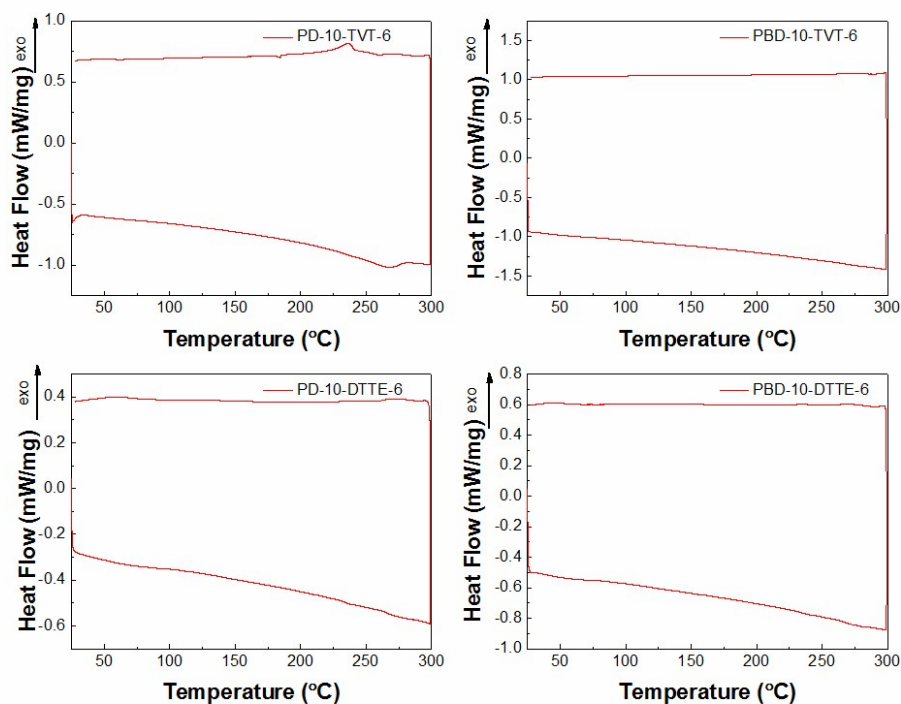 PD-10-TVT-6
exo
Heat Flow (mW/mg)
1.0
0.5
0.0
-0.5
-1.0
50 100 150 200 250 300
Temperature (°C)
PBD-10-TVT-6
exo
Heat Flow (mW/mg)
1.5
1.0
0.5
0.0
-0.5
-1.0
-1.5
50 100 150 200 250 300
Temperature (°C)
PD-10-DTTE-6
exo
Heat Flow (mW/mg)
0.4
0.2
0.0
-0.2
-0.4
-0.6
50 100 150 200 250 300
Temperature (°C)
PBD-10-DTTE-6
exo
Heat Flow (mW/mg)
0.8
0.6
0.4
0.2
0.0
-0.2
-0.4
-0.6
-0.8
-1.0
50 100 150 200 250 300
Temperature (°C)